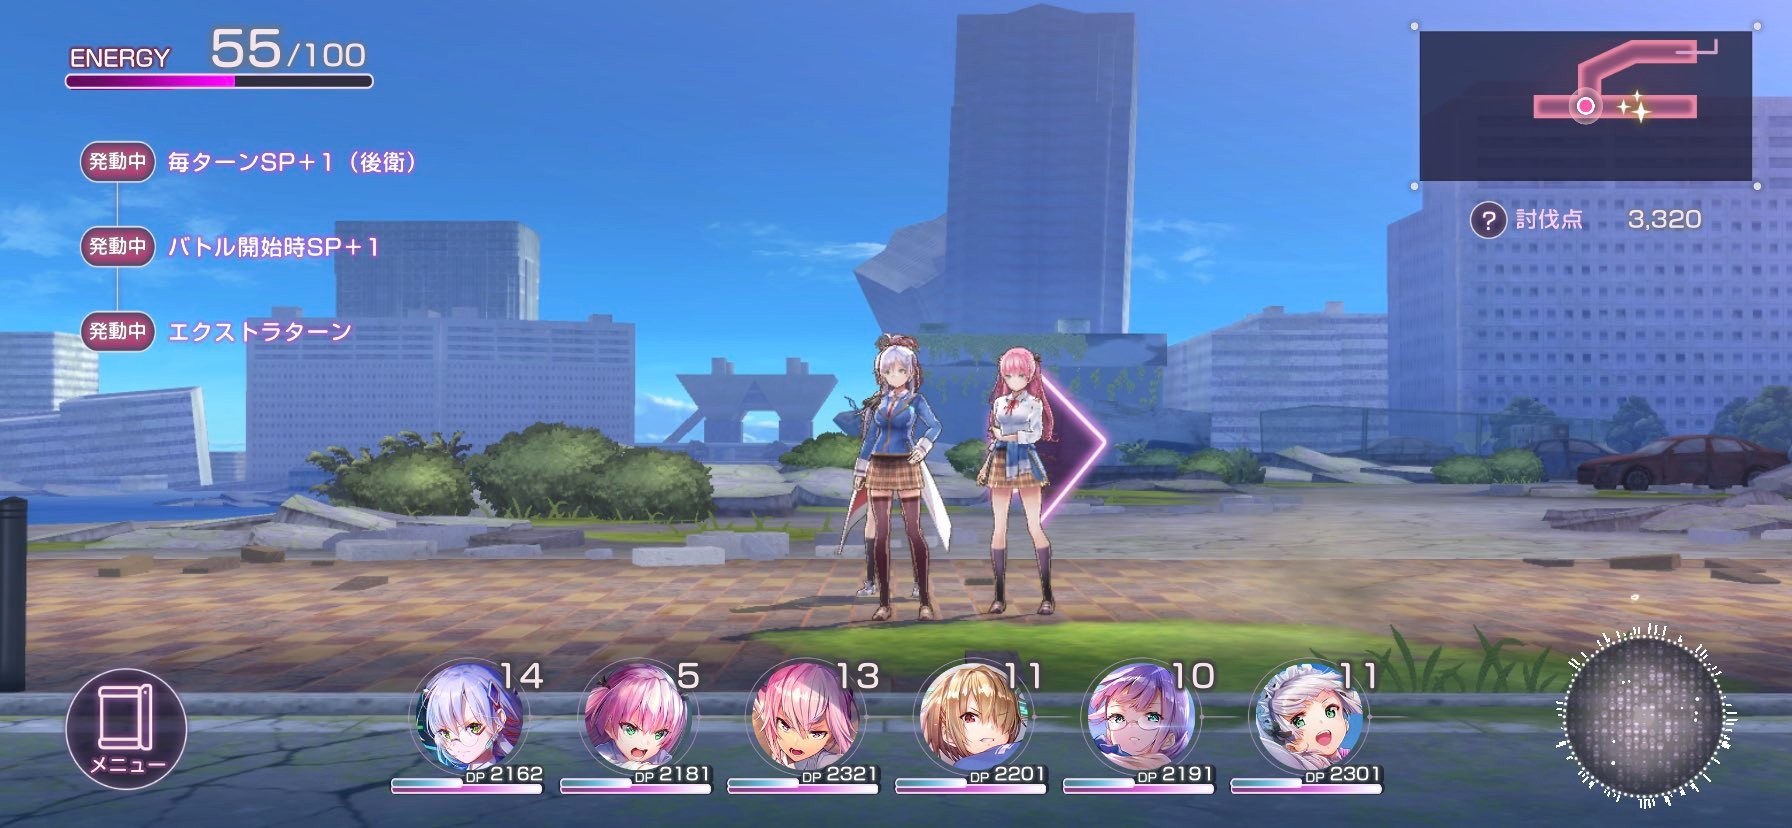 ENERGY 55/100
発動中 毎ターンSP+1（後衛）
発動中 バトル開始時SP+1
発動中 エクストラターン
? 討伐点 3,320
14 5 13 11 10 11
DP 2162 DP 2181 DP 2321 DP 2201 DP 2191 DP 2301
メニュー